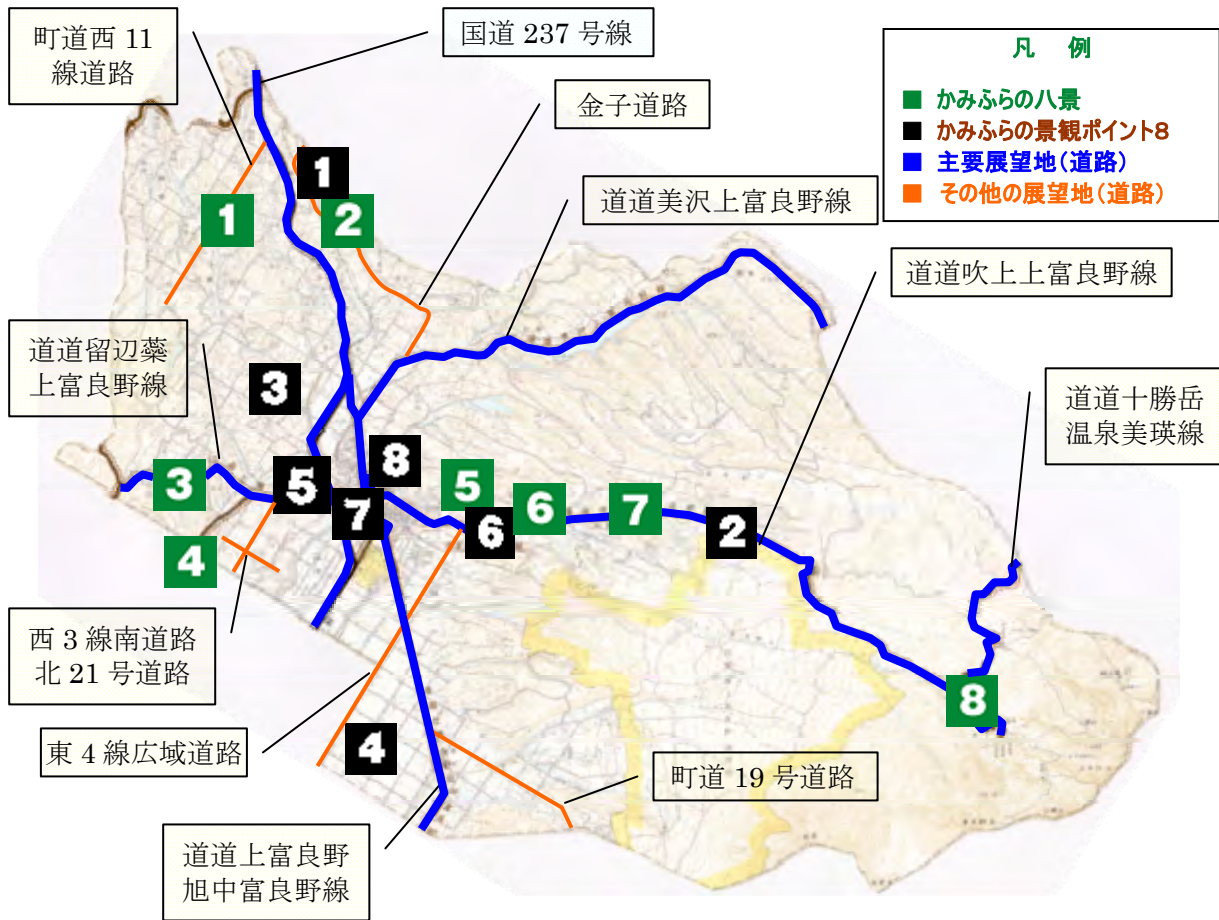 町道西 11
線道路
国道 237 号線
金子道路
凡 例
かみふらの八景
かみふらの景観ポイント8
主要展望地(道路)
その他の展望地(道路)
1
1
2
道道美沢上富良野線
道道吹上上富良野線
道道留辺蘂
上富良野線
3
道道十勝岳
温泉美瑛線
8
3
5
5
7
6
6
7
2
4
西 3 線南道路
北 21 号道路
8
東 4 線広域道路
4
町道 19 号道路
道道上富良野
旭中富良野線